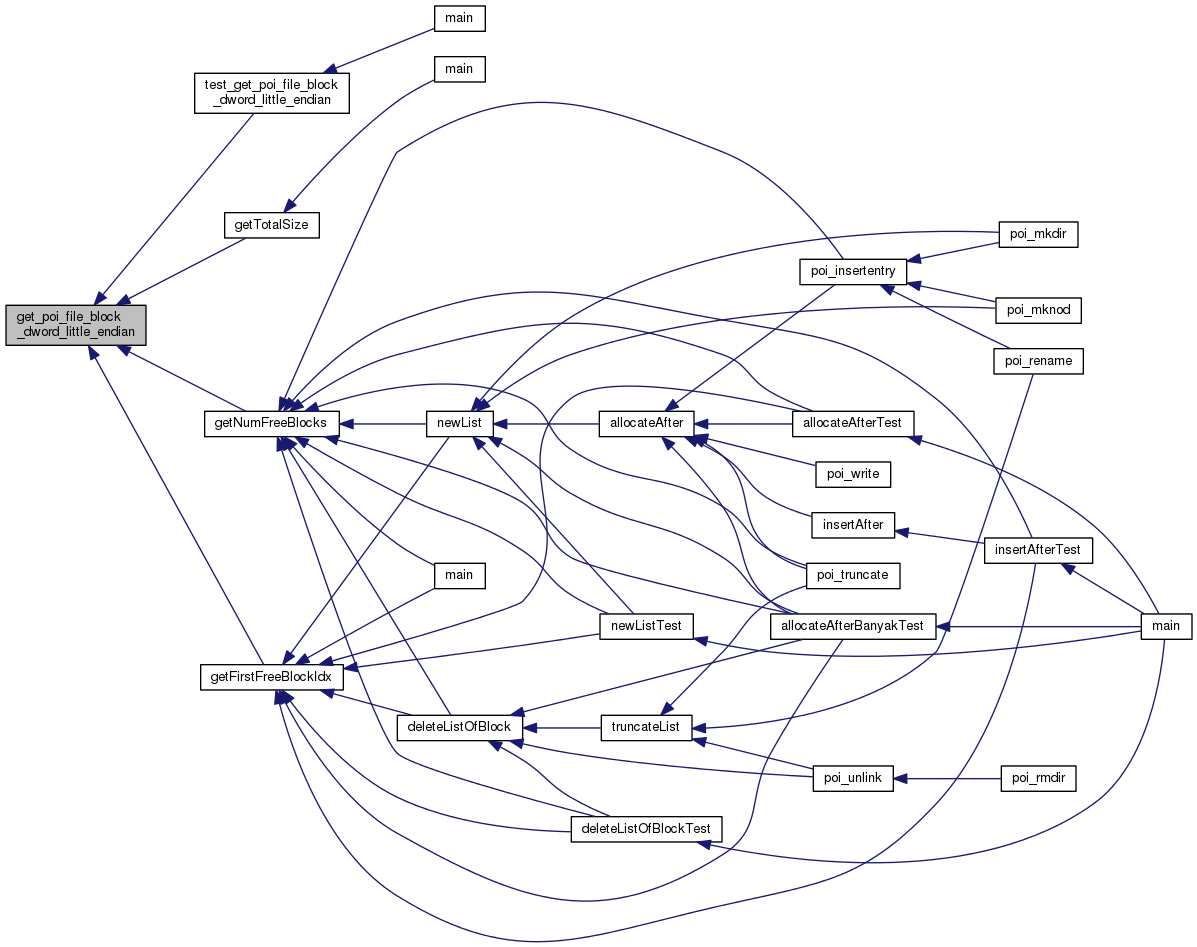 main
main
test_get_poi_file_block
_dword_little_endian
getTotalSize
poi_mkdir
poi_insertentry
poi_mknod
get_poi_file_block
_dword_little_endian
poi_rename
getNumFreeBlocks
newList
allocateAfter
allocateAfterTest
poi_write
insertAfter
insertAfterTest
main
poi_truncate
newListTest
allocateAfterBanyakTest
main
getFirstFreeBlockIdx
deleteListOfBlock
truncateList
poi_unlink
poi_rmdir
deleteListOfBlockTest